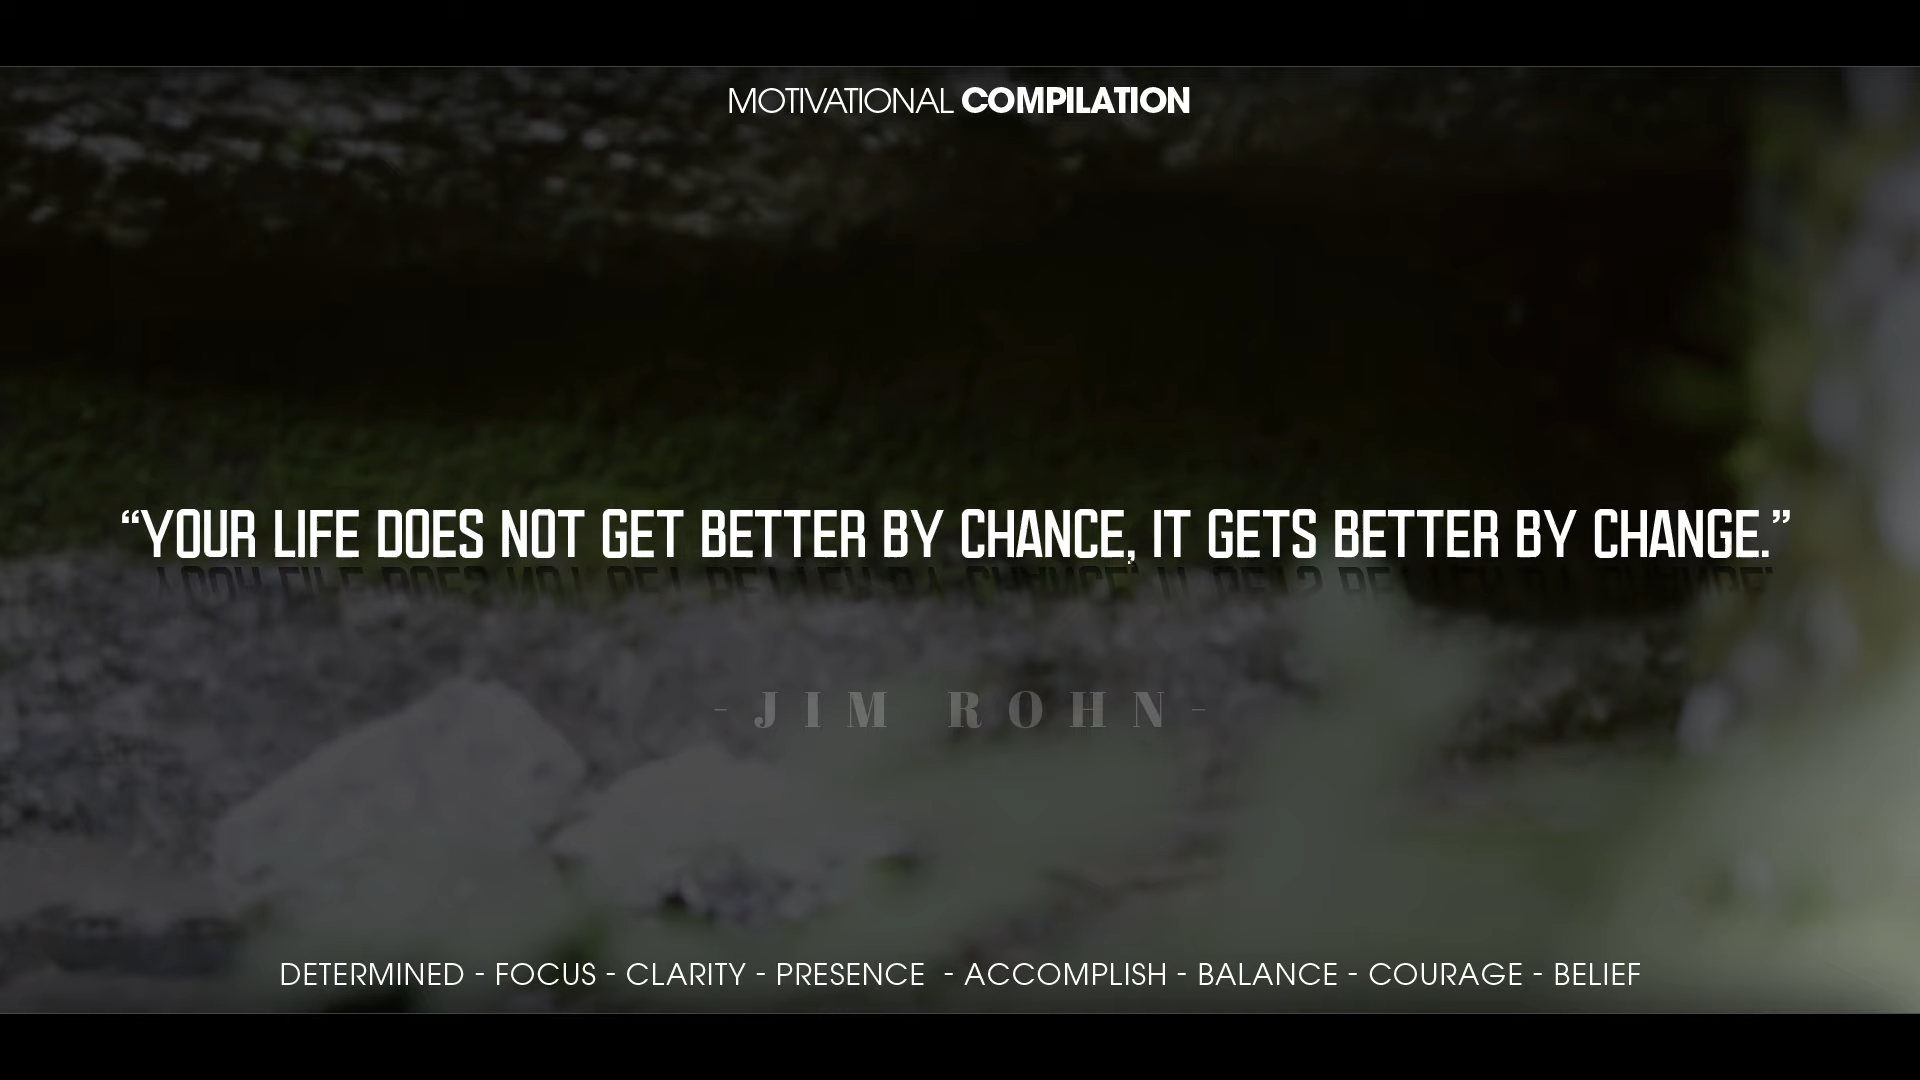 MOTIVATIONAL COMPILATION
“YOUR LIFE DOES NOT GET BETTER BY CHANCE, IT GETS BETTER BY CHANGE.”
- JIM ROHN -
DETERMINED - FOCUS - CLARITY - PRESENCE - ACCOMPLISH - BALANCE - COURAGE - BELIEF